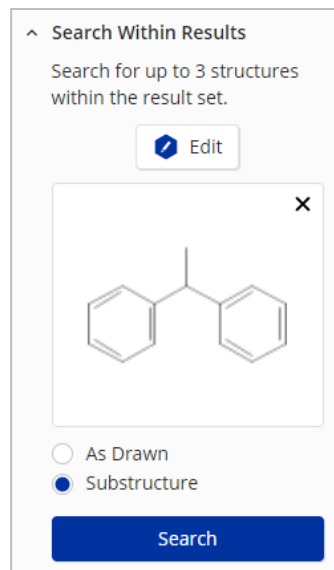 Search Within Results
Search for up to 3 structures
within the result set.
Edit
As Drawn
Substructure
Search